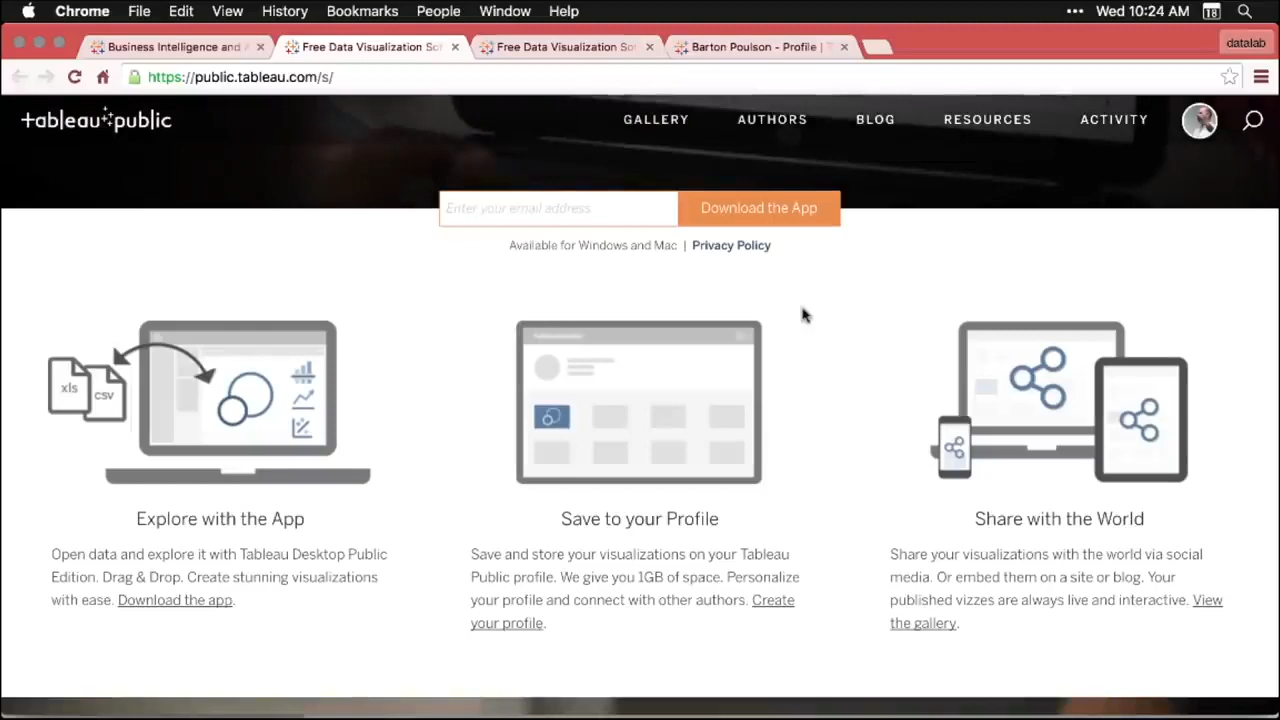 Chrome File Edit View History Bookmarks People Window Help
Wed 10:24 AM 18
Business Intelligence and
Free Data Visualization Sof
Free Data Visualization Sof
Barton Poulson - Profile |
datalab
https://public.tableau.com/s/
tableau public
GALLERY AUTHORS BLOG RESOURCES ACTIVITY
Enter your email address Download the App
Available for Windows and Mac | Privacy Policy
xls
csv
Explore with the App
Open data and explore it with Tableau Desktop Public
Edition. Drag & Drop. Create stunning visualizations
with ease. Download the app.
Save to your Profile
Save and store your visualizations on your Tableau
Public profile. We give you 1GB of space. Personalize
your profile and connect with other authors. Create
your profile.
Share with the World
Share your visualizations with the world via social
media. Or embed them on a site or blog. Your
published vizzes are always live and interactive. View
the gallery.